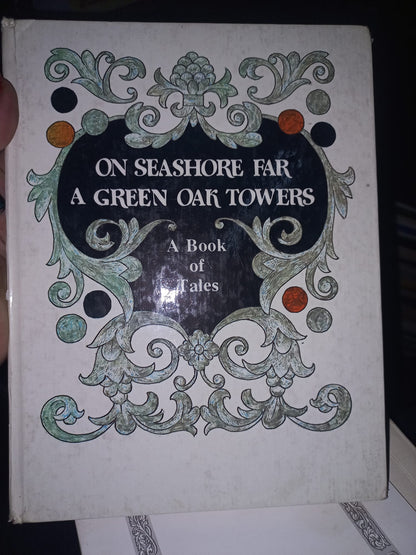 ON SEASHORE FAR
A GREEN OAK TOWERS
A Book
of
Tales